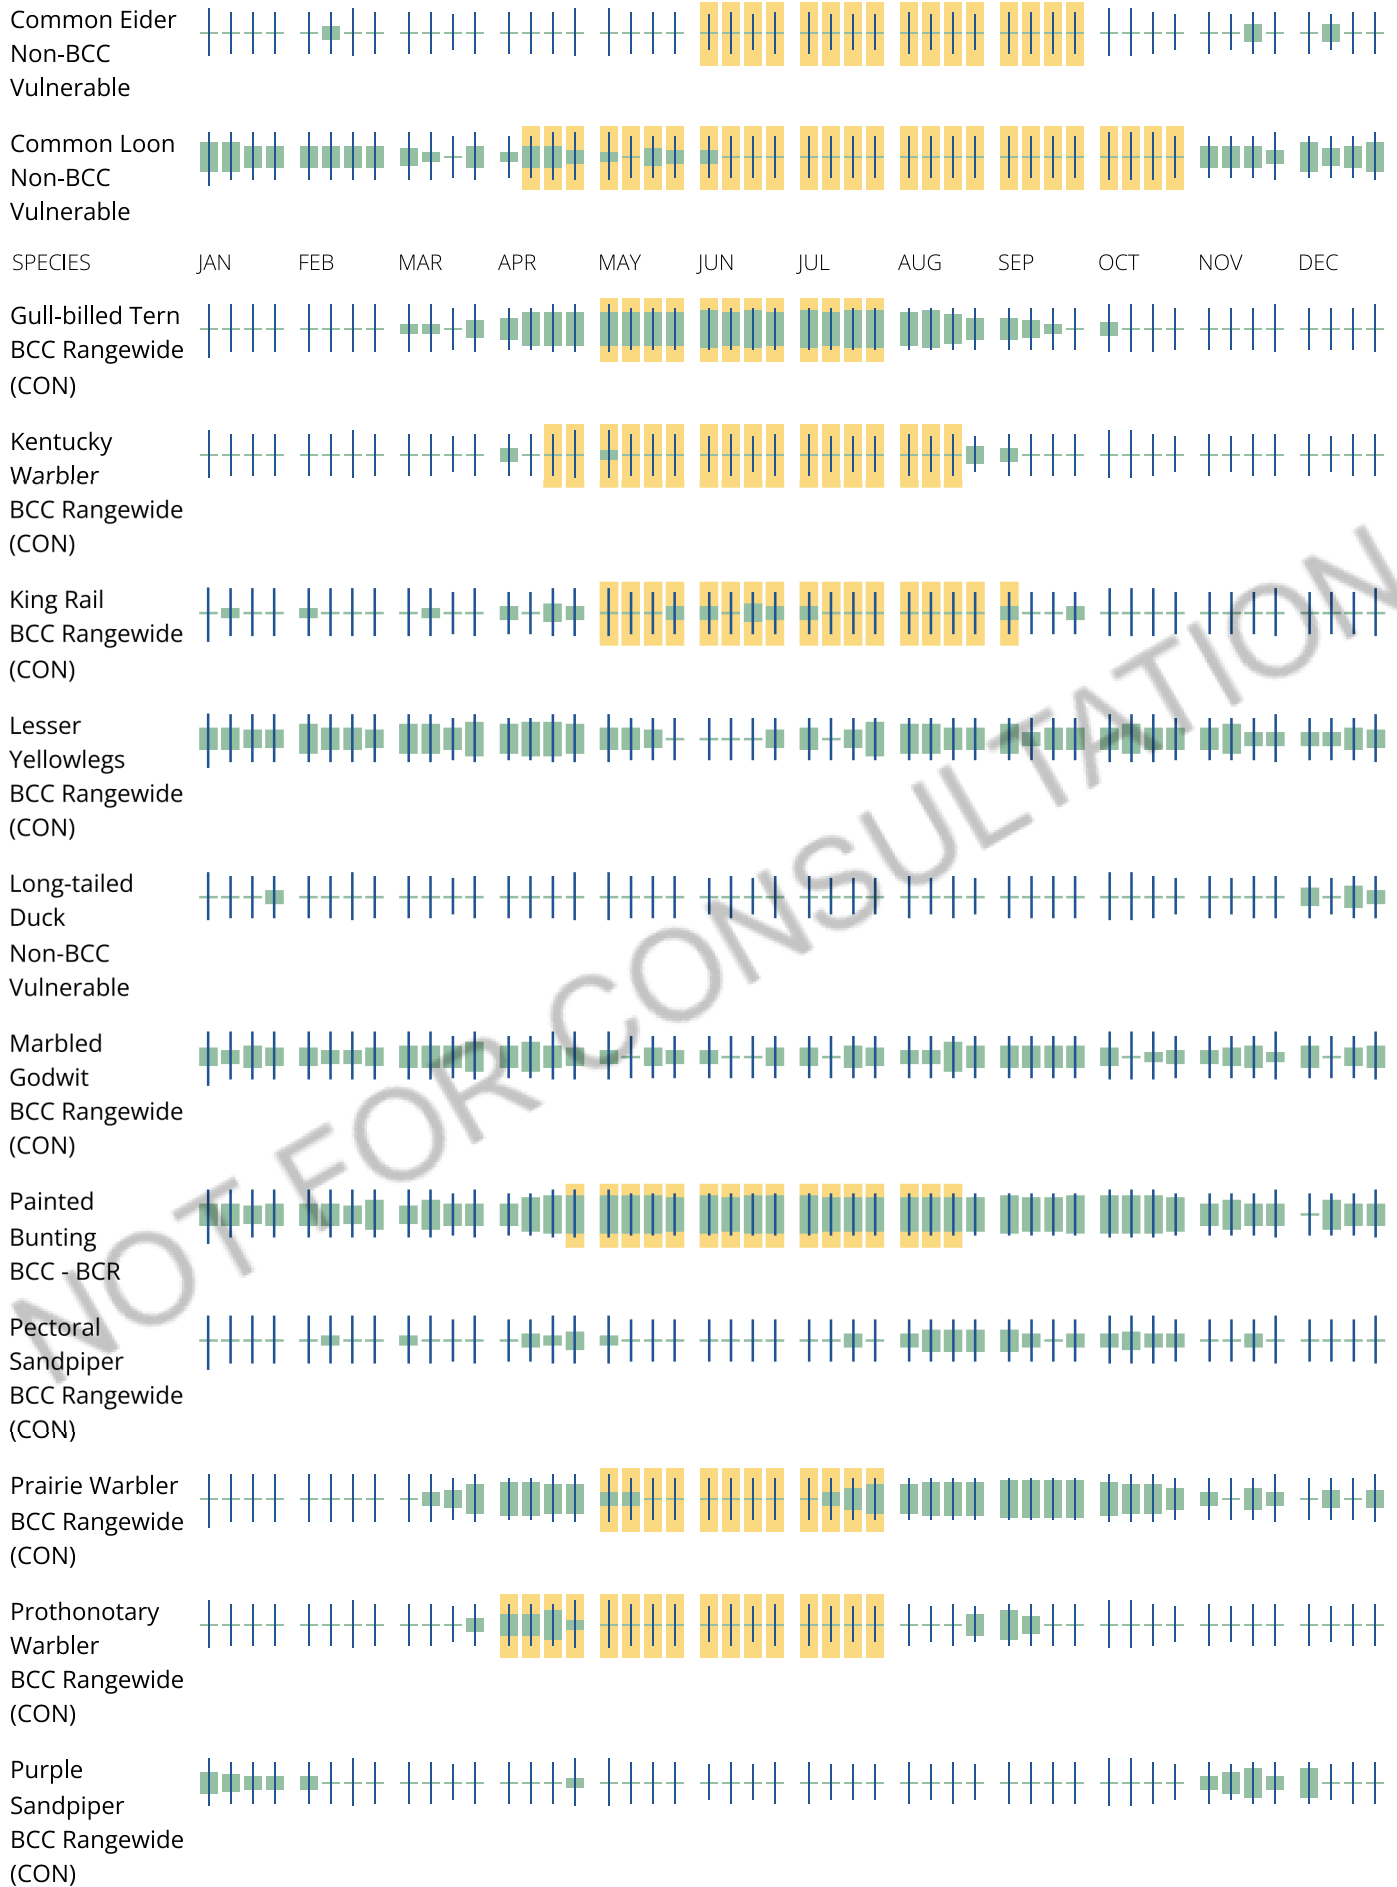 Common Eider
Non-BCC
Vulnerable
Common Loon
Non-BCC
Vulnerable
SPECIES JAN FEB MAR APR MAY JUN JUL AUG SEP OCT NOV DEC
Gull-billed Tern
BCC Rangewide
(CON)
Kentucky
Warbler
BCC Rangewide
(CON)
King Rail
BCC Rangewide
(CON)
Lesser
Yellowlegs
BCC Rangewide
(CON)
Long-tailed
Duck
Non-BCC
Vulnerable
Marbled
Godwit
BCC Rangewide
(CON)
Painted
Bunting
BCC - BCR
Pectoral
Sandpiper
BCC Rangewide
(CON)
Prairie Warbler
BCC Rangewide
(CON)
Prothonotary
Warbler
BCC Rangewide
(CON)
Purple
Sandpiper
BCC Rangewide
(CON)
NOT FOR CONSULTATION